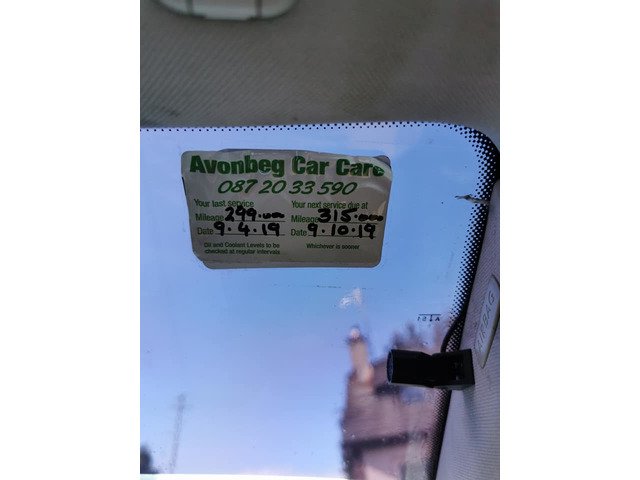 Avonbeg Car Care
087 20 33 590
Your last service Your next service due at
Mileage 299.000 Mileage 315.000
Date 9.4.19 Date 9.10.19
Oil and Coolant Levels to be Whichever is sooner
checked at regular intervals
AIRBAG